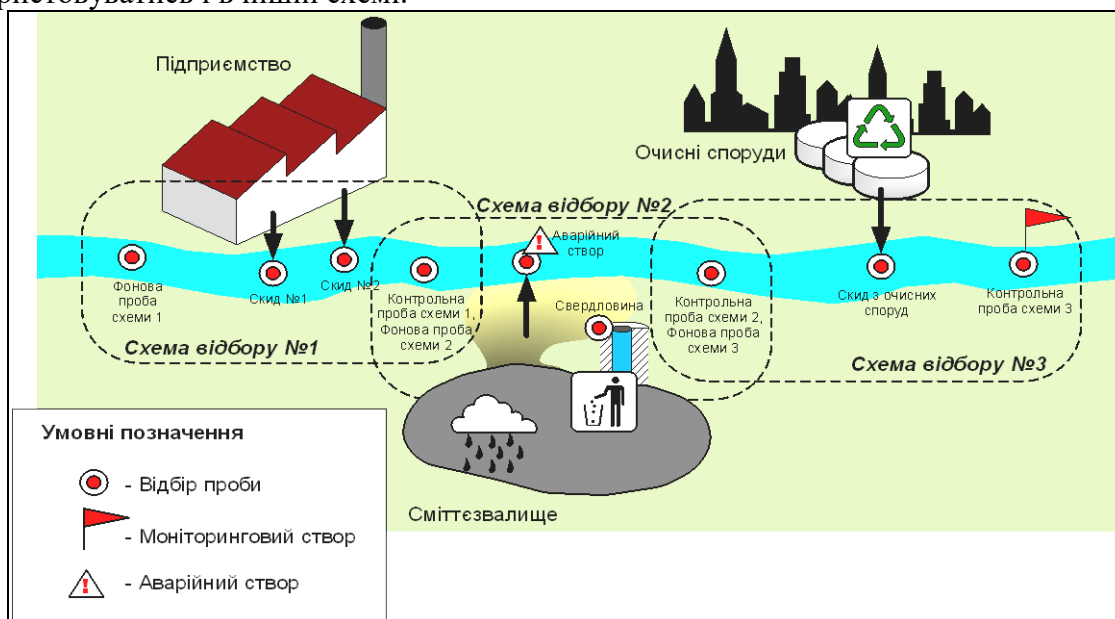 Підприємство
Очисні споруди
Схема відбору №2
Аварійний
створ
Фонова
проба
схеми 1
Скид №1
Скид №2
Контрольна
проба схеми 1,
Фонова проба
схеми 2
Свердловина
Контрольна
проба схеми 2,
Фонова проба
схеми 3
Скид з очисних
споруд
Контрольна
проба схеми 3
Схема відбору №1
Схема відбору №3
Умовні позначення
- Відбір проби
- Моніторинговий створ
- Аварійний створ
Сміттєзвалище